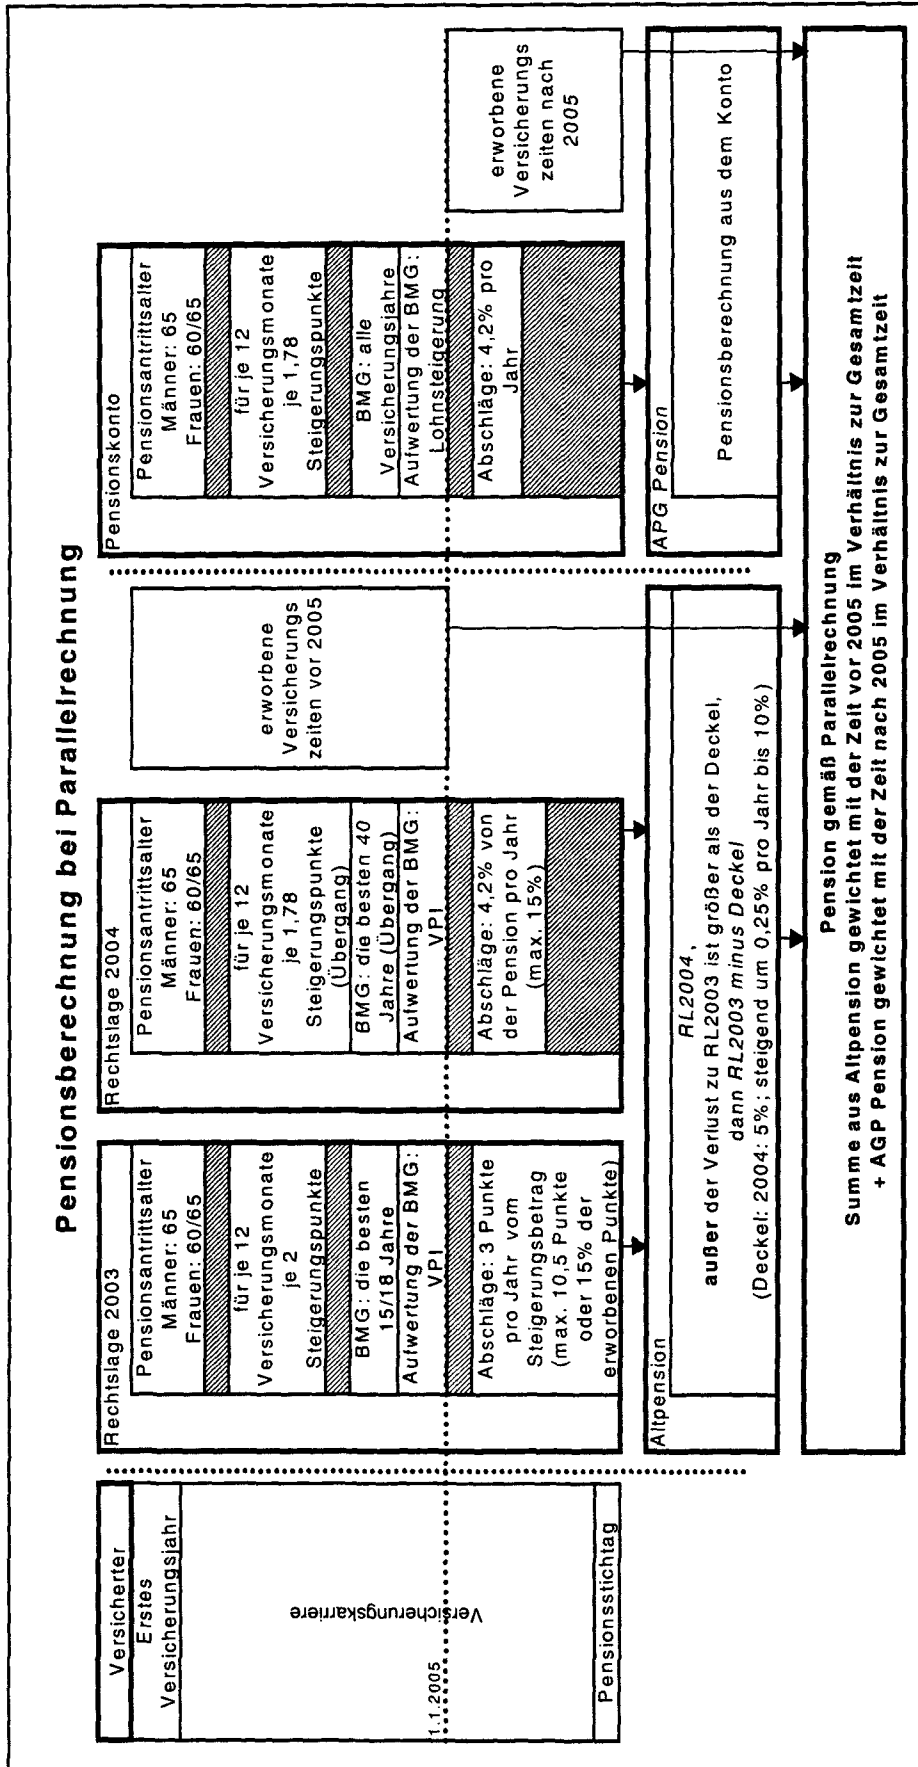 Pensionsberechnung bei Parallelrechnung
Versicherter
Erstes
Versicherungsjahr
Versicherungskarriere
1.1.2005
Pensionsstichtag
Rechtslage 2003
Pensionsantrittsalter
Männer: 65
Frauen: 60/65
für je 12
Versicherungsmonate
je 2
Steigerungspunkte
BMG: die besten
15/18 Jahre
Aufwertung der BMG:
VPI
Abschläge: 3 Punkte
pro Jahr vom
Steigerungsbetrag
(max. 10,5 Punkte
oder 15% der
erworbenen Punkte)
Rechtslage 2004
Pensionsantrittsalter
Männer: 65
Frauen: 60/65
für je 12
Versicherungsmonate
je 1,78
Steigerungspunkte
(Übergang)
BMG: die besten 40
Jahre (Übergang)
Aufwertung der BMG:
VPI
Abschläge: 4,2% von
der Pension pro Jahr
(max. 15%)
erworbene
Versicherungs
zeiten vor 2005
Pensionskonto
Pensionsantrittsalter
Männer: 65
Frauen: 60/65
für je 12
Versicherungsmonate
je 1,78
Steigerungspunkte
BMG: alle
Versicherungsjahre
Aufwertung der BMG:
Lohnsteigerung
Abschläge: 4,2% pro
Jahr
erworbene
Versicherungs
zeiten nach
2005
Altpension
RL2004,
außer der Verlust zu RL2003 ist größer als der Deckel,
dann RL2003 minus Deckel
(Deckel: 2004: 5%; steigend um 0,25% pro Jahr bis 10%)
APG Pension
Pensionsberechnung aus dem Konto
Pension gemäß Parallelrechnung
Summe aus Altpension gewichtet mit der Zeit vor 2005 im Verhältnis zur Gesamtzeit
+ AGP Pension gewichtet mit der Zeit nach 2005 im Verhältnis zur Gesamtzeit